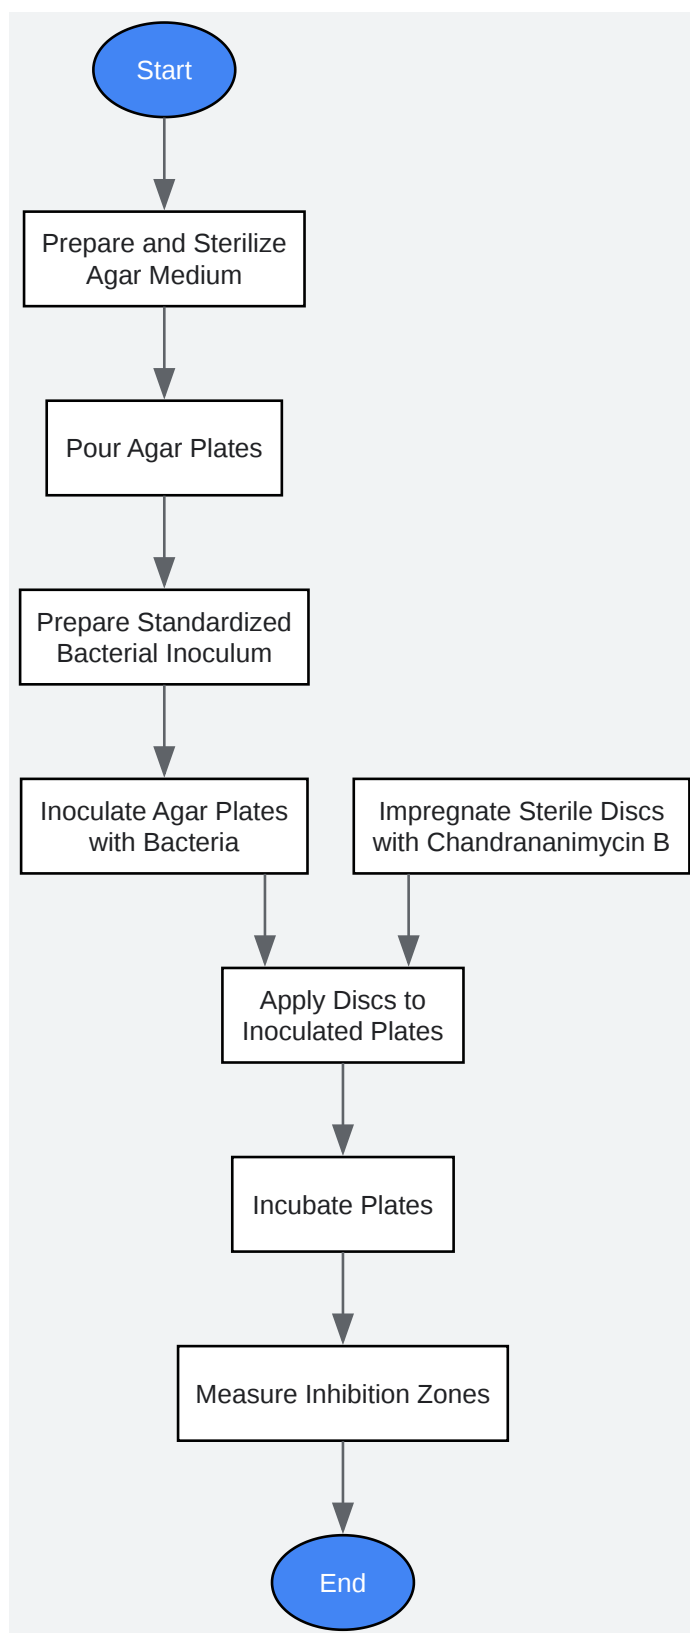 Start
Prepare and Sterilize
Agar Medium
Pour Agar Plates
Prepare Standardized
Bacterial Inoculum
Inoculate Agar Plates
with Bacteria
Impregnate Sterile Discs
with Chandrananimycin B
Apply Discs to
Inoculated Plates
Incubate Plates
Measure Inhibition Zones
End